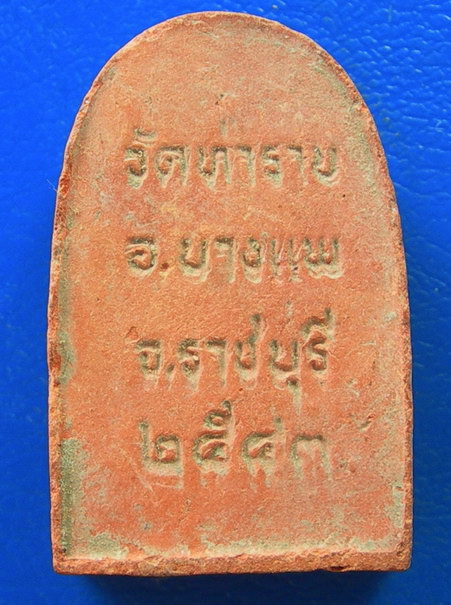 วัดท่าราบ
อ.บางแพ
จ.ราชบุรี
๒๕๔๓